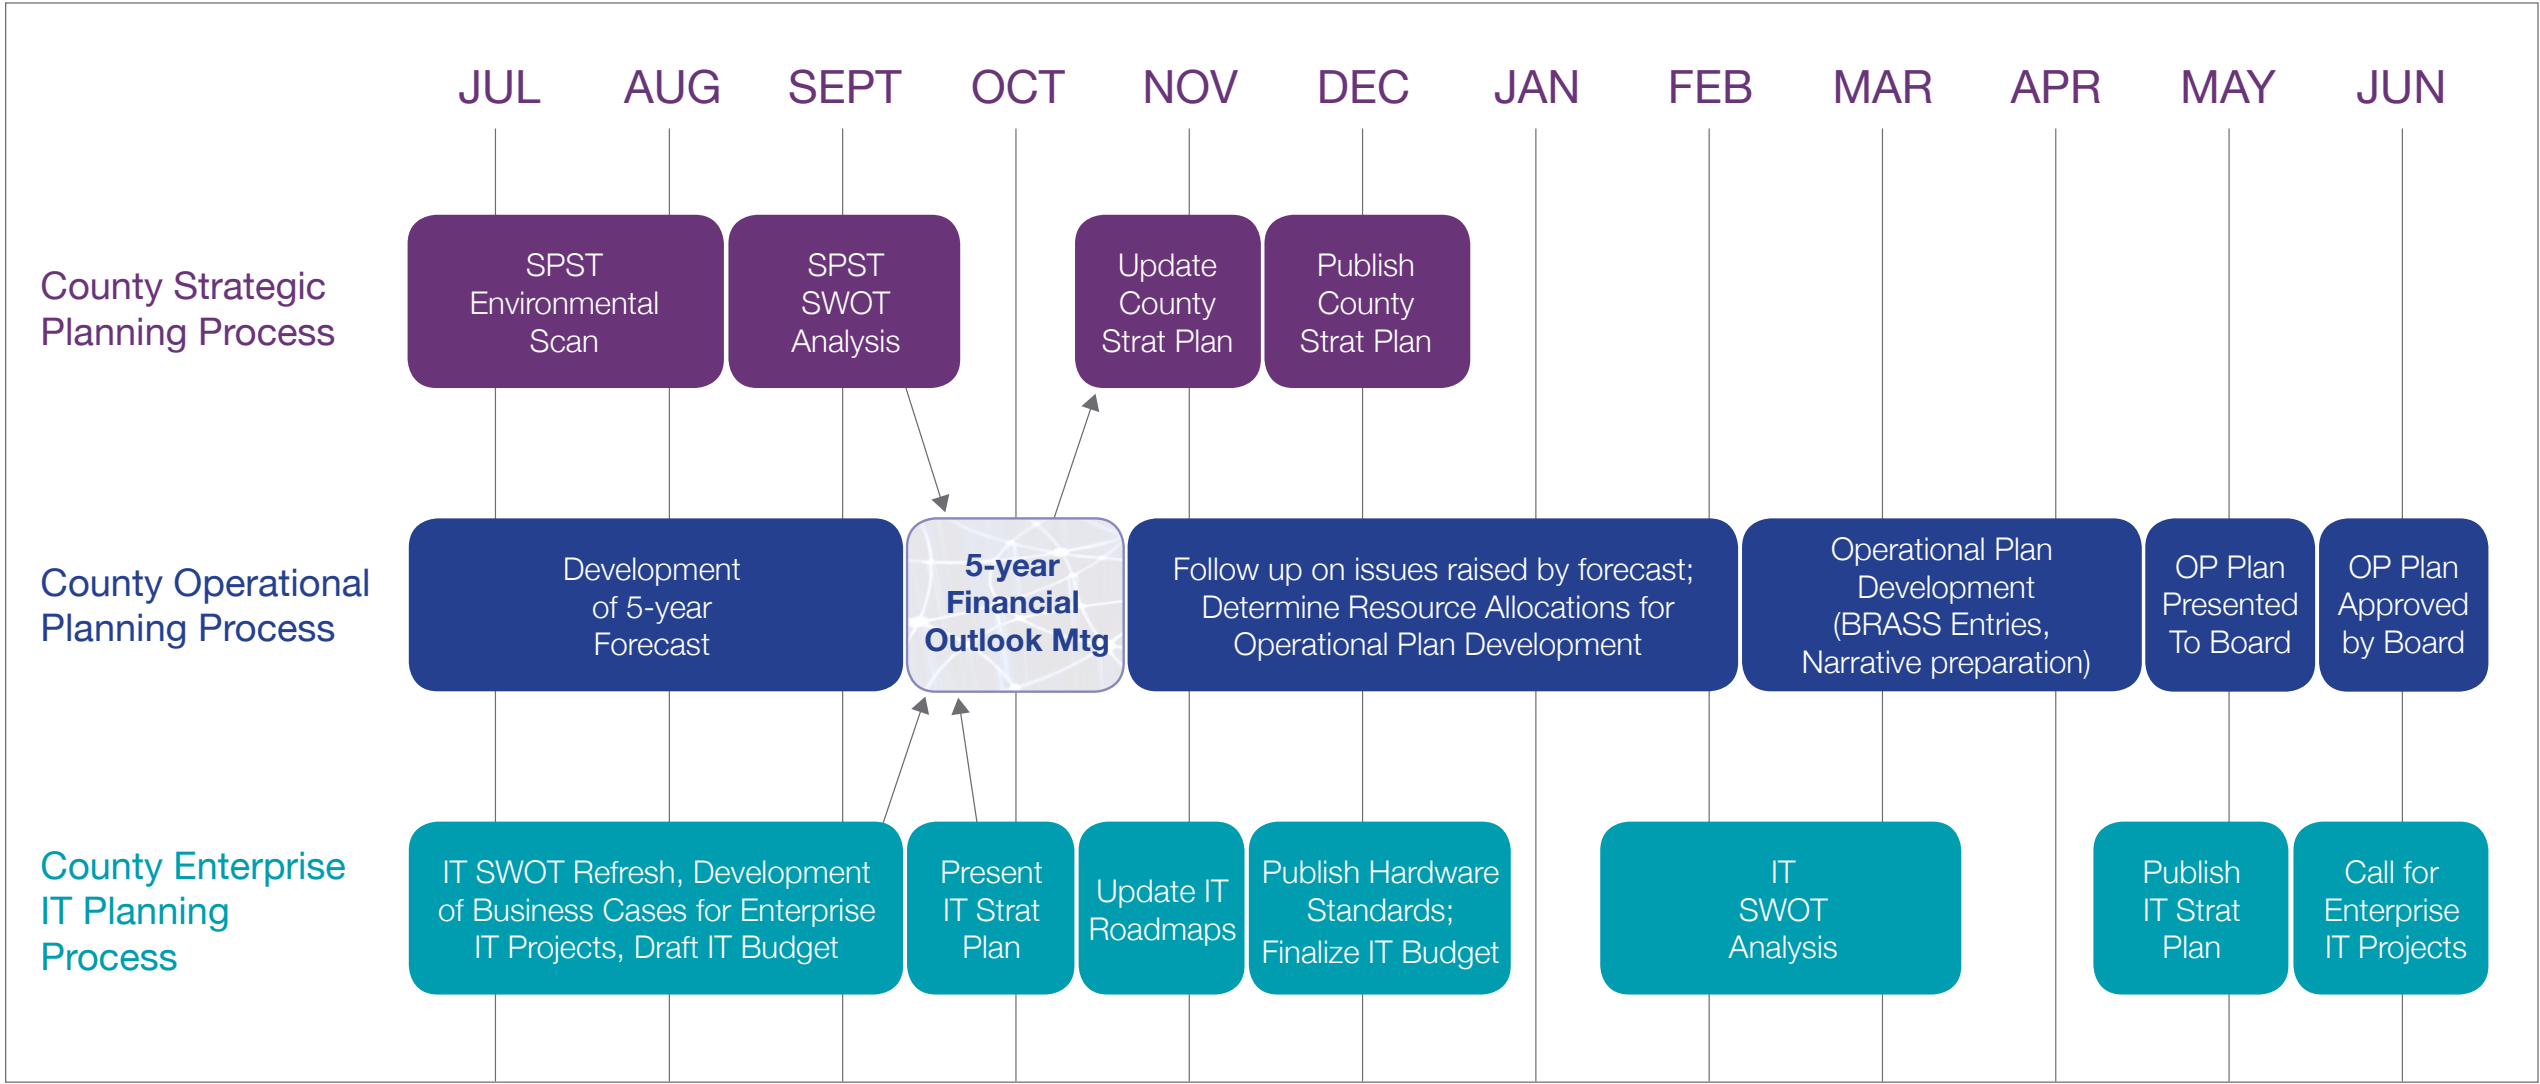 JUL AUG SEPT OCT NOV DEC JAN FEB MAR APR MAY JUN
County Strategic
Planning Process
SPST
Environmental
Scan
SPST
SWOT
Analysis
Update
County
Strat Plan
Publish
County
Strat Plan
County Operational
Planning Process
Development
of 5-year
Forecast
5-year
Financial
Outlook Mtg
Follow up on issues raised by forecast;
Determine Resource Allocations for
Operational Plan Development
Operational Plan
Development
(BRASS Entries,
Narrative preparation)
OP Plan
Presented
To Board
OP Plan
Approved
by Board
County Enterprise
IT Planning
Process
IT SWOT Refresh, Development
of Business Cases for Enterprise
IT Projects, Draft IT Budget
Present
IT Strat
Plan
Update IT
Roadmaps
Publish Hardware
Standards;
Finalize IT Budget
IT
SWOT
Analysis
Publish
IT Strat
Plan
Call for
Enterprise
IT Projects